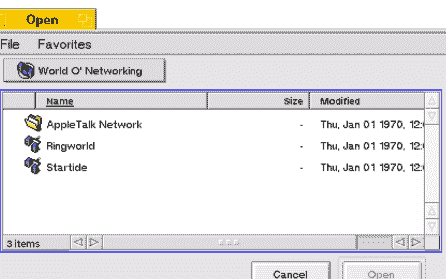 Open
File Favorites
World O' Networking
Name Size Modified
AppleTalk Network - Thu, Jan 01 1970, 12:
Ringworld - Thu, Jan 01 1970, 12:
Startide - Thu, Jan 01 1970, 12:
3 items
Cancel Open